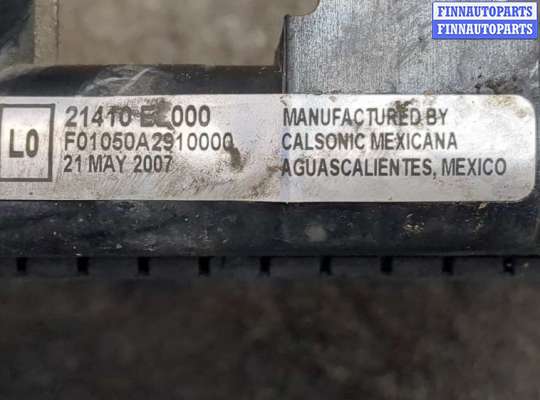 FINNAUTOPARTS
FINNAUTOPARTS
L0
21410 EL000
F01050A2910000
21 MAY 2007
MANUFACTURED BY
CALSONIC MEXICANA
AGUASCALIENTES, MEXICO